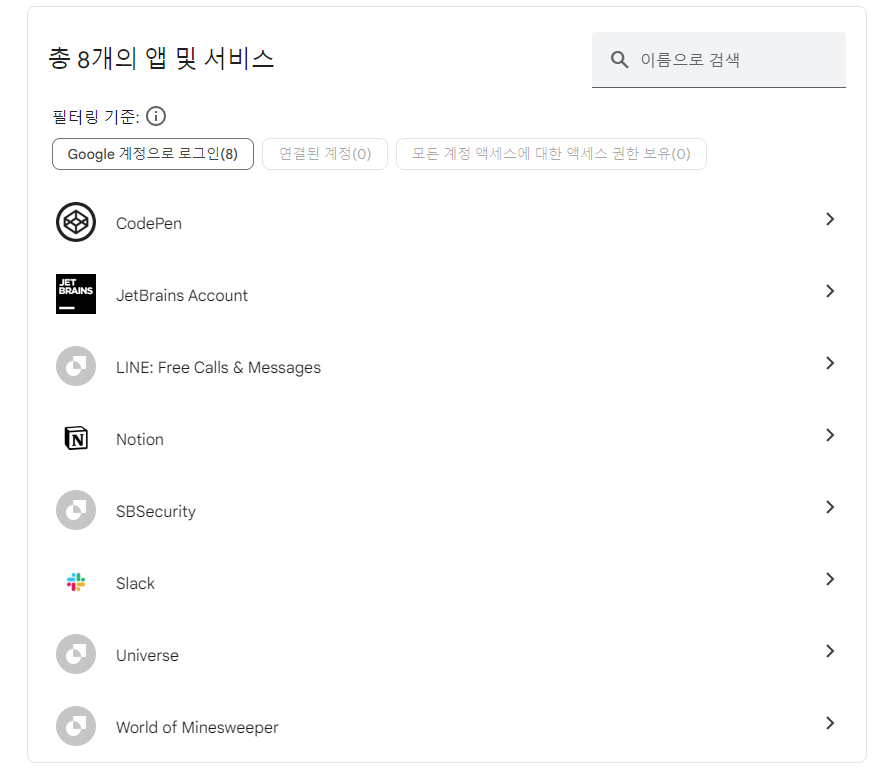 총 8개의 앱 및 서비스
이름으로 검색
필터링 기준:
Google 계정으로 로그인(8) 연결된 계정(0) 모든 계정 액세스에 대한 액세스 권한 보유(0)
CodePen
JET
BRAINS
JetBrains Account
LINE: Free Calls & Messages
N
Notion
SBSecurity
Slack
Universe
World of Minesweeper